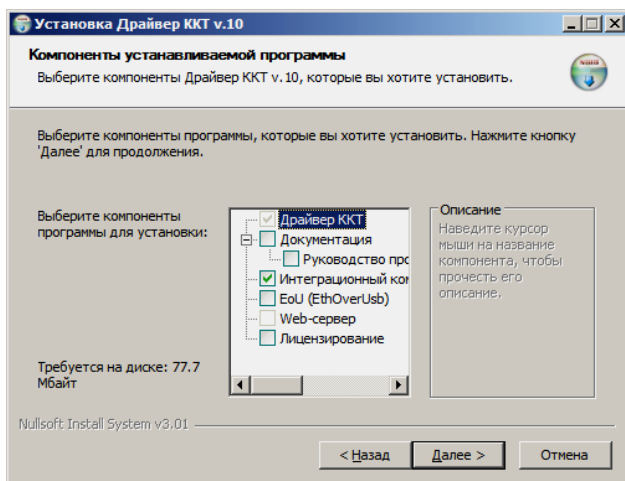 Установка Драйвер ККТ v.10
Компоненты устанавливаемой программы
Выберите компоненты Драйвер ККТ v.10, которые вы хотите установить.
Выберите компоненты программы, которые вы хотите установить. Нажмите кнопку
'Далее' для продолжения.
Выберите компоненты
программы для установки:
Драйвер ККТ
Документация
Руководство прс
Интеграционный ком
EoU (EthOverUsb)
Web-сервер
Лицензирование
Описание
Наведите курсор
мыши на название
компонента, чтобы
прочесть его
описание.
Требуется на диске: 77.7
Мбайт
Nullsoft Install System v3.01
< Назад
Далее >
Отмена